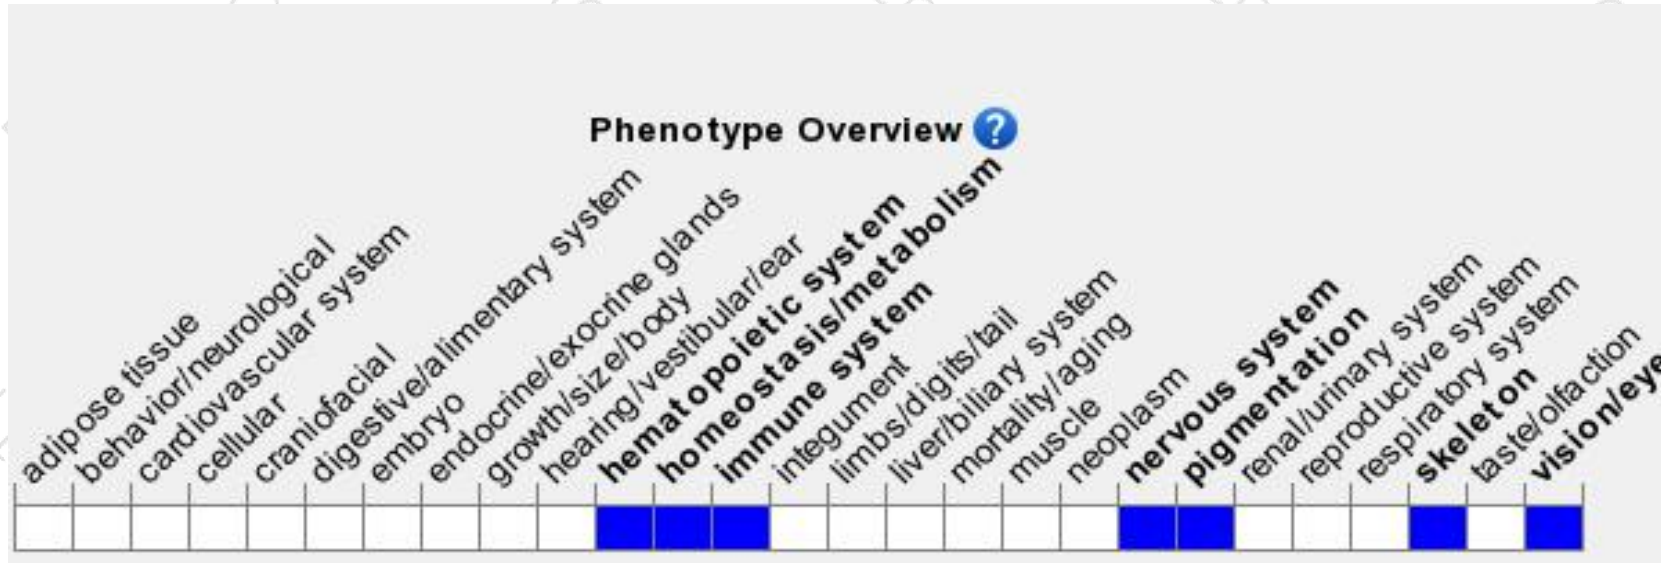 Phenotype Overview ?
adipose tissue
behavior/neurological
cardiovascular system
cellular
craniofacial
digestive/alimentary system
embryo
endocrine/exocrine glands
growth/size/body
hearing/vestibular/ear
hematopoietic system
homeostasis/metabolism
immune system
integument
limbs/digits/tail
liver/biliary system
mortality/aging
muscle
neoplasm
nervous system
pigmentation
renal/urinary system
reproductive system
respiratory system
skeleton
taste/olfaction
vision/eye